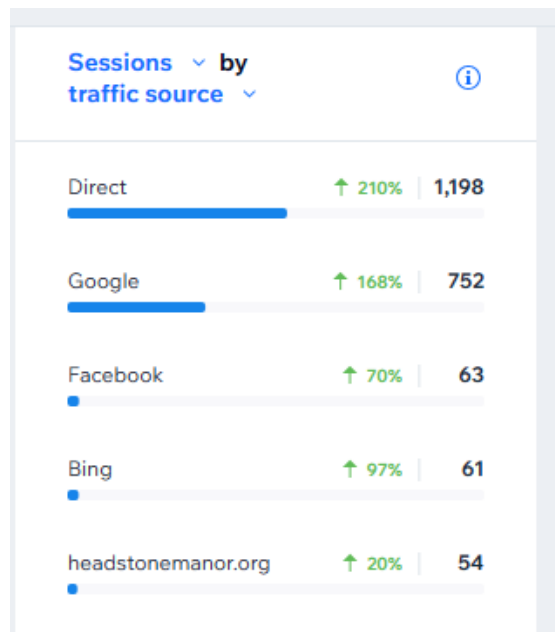 Sessions by
traffic source
Direct 210% 1,198
Google 168% 752
Facebook 70% 63
Bing 97% 61
headstonemanor.org 20% 54